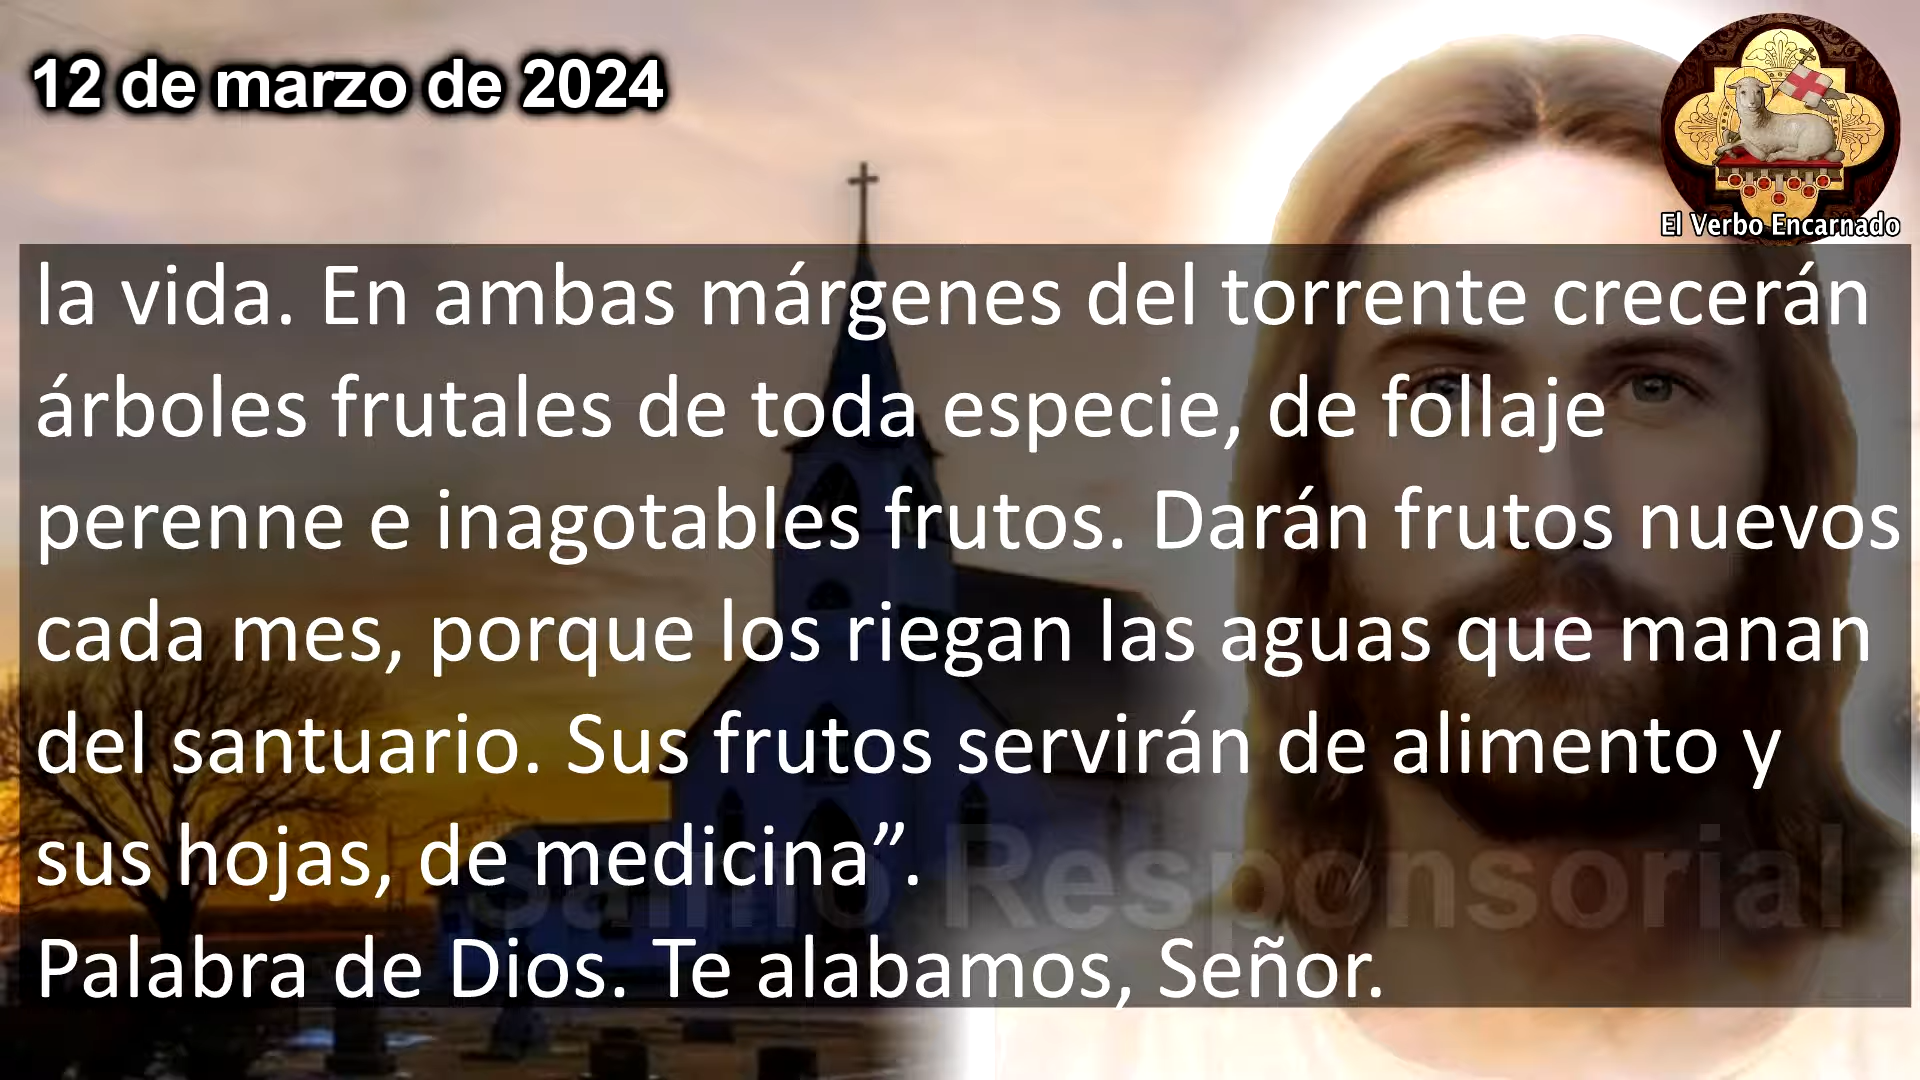 12 de marzo de 2024
El Verbo Encarnado
la vida. En ambas márgenes del torrente crecerán
árboles frutales de toda especie, de follaje
perenne e inagotables frutos. Darán frutos nuevos
cada mes, porque los riegan las aguas que manan
del santuario. Sus frutos servirán de alimento y
sus hojas, de medicina”.
Salmo Responsorial
Palabra de Dios. Te alabamos, Señor.